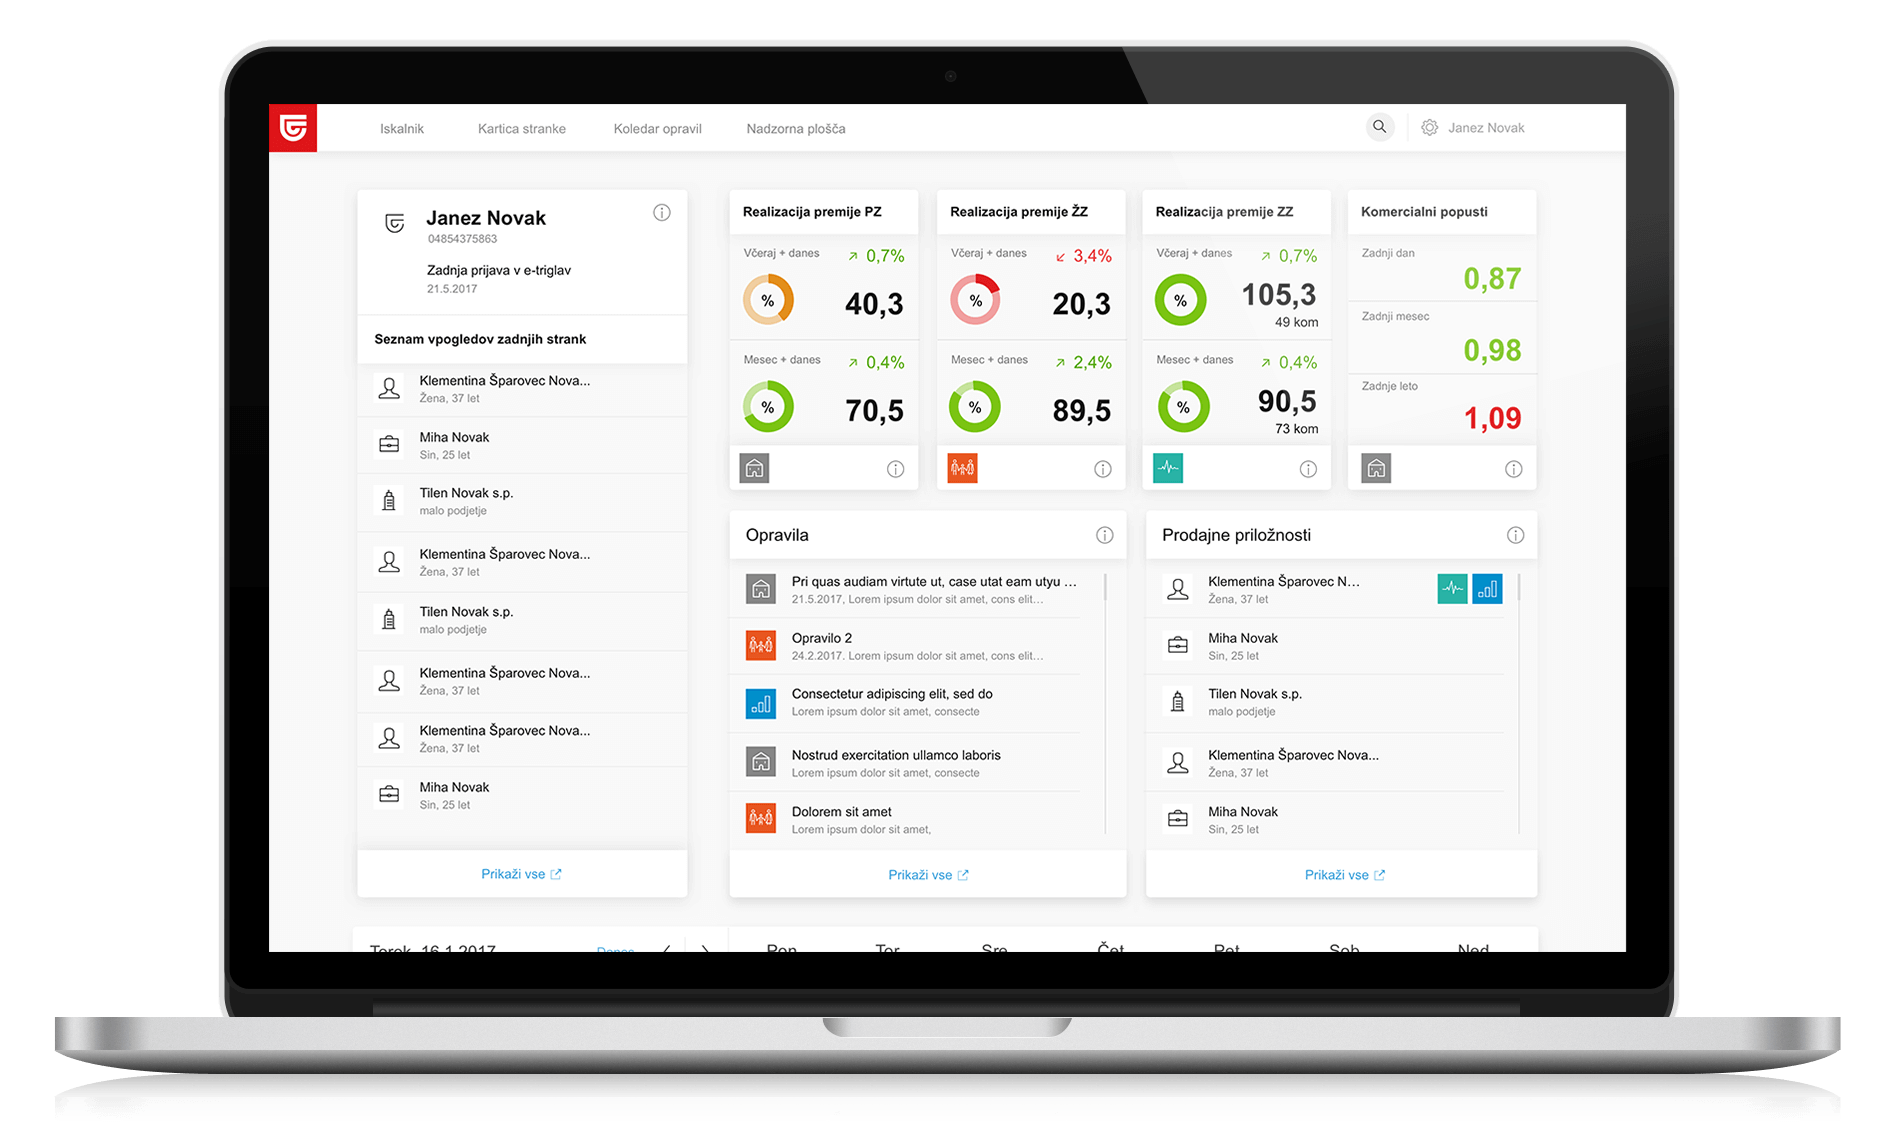 Iskalnik
Kartica stranke
Koledar opravil
Nadzorna plošča
Janez Novak
Janez Novak
04854375863
Zadnja prijava v e-triglav
21.5.2017
Seznam vpogledov zadnjih strank
Klementina Šparovec Nova...
Žena, 37 let
Miha Novak
Sin, 25 let
Tilen Novak s.p.
malo podjetje
Klementina Šparovec Nova...
Žena, 37 let
Tilen Novak s.p.
malo podjetje
Klementina Šparovec Nova...
Žena, 37 let
Klementina Šparovec Nova...
Žena, 37 let
Miha Novak
Sin, 25 let
Prikaži vse
Realizacija premije PZ
Včeraj + danes
0,7%
%
40,3
Mesec + danes
0,4%
%
70,5
Realizacija premije ŽZ
Včeraj + danes
3,4%
%
20,3
Mesec + danes
2,4%
%
89,5
Realizacija premije ZZ
Včeraj + danes
0,7%
%
105,3
49 kom
Mesec + danes
0,4%
%
90,5
73 kom
Komercialni popusti
Zadnji dan
0,87
Zadnji mesec
0,98
Zadnje leto
1,09
Opravila
Pri quas audiam virtute ut, case utat eam utyu ...
21.5.2017, Lorem ipsum dolor sit amet, cons elit...
Opravilo 2
24.2.2017. Lorem ipsum dolor sit amet, cons elit...
Consectetur adipiscing elit, sed do
Lorem ipsum dolor sit amet, consecte
Nostrud exercitation ullamco laboris
Lorem ipsum dolor sit amet, consecte
Dolorem sit amet
Lorem ipsum dolor sit amet,
Prikaži vse
Prodajne priložnosti
Klementina Šparovec N...
Žena, 37 let
Miha Novak
Sin, 25 let
Tilen Novak s.p.
malo podjetje
Klementina Šparovec Nova...
Žena, 37 let
Miha Novak
Sin, 25 let
Prikaži vse
Torek, 16.1.2017
Danes
Pon
Tor
Sre
Čet
Pet
Sob
Ned